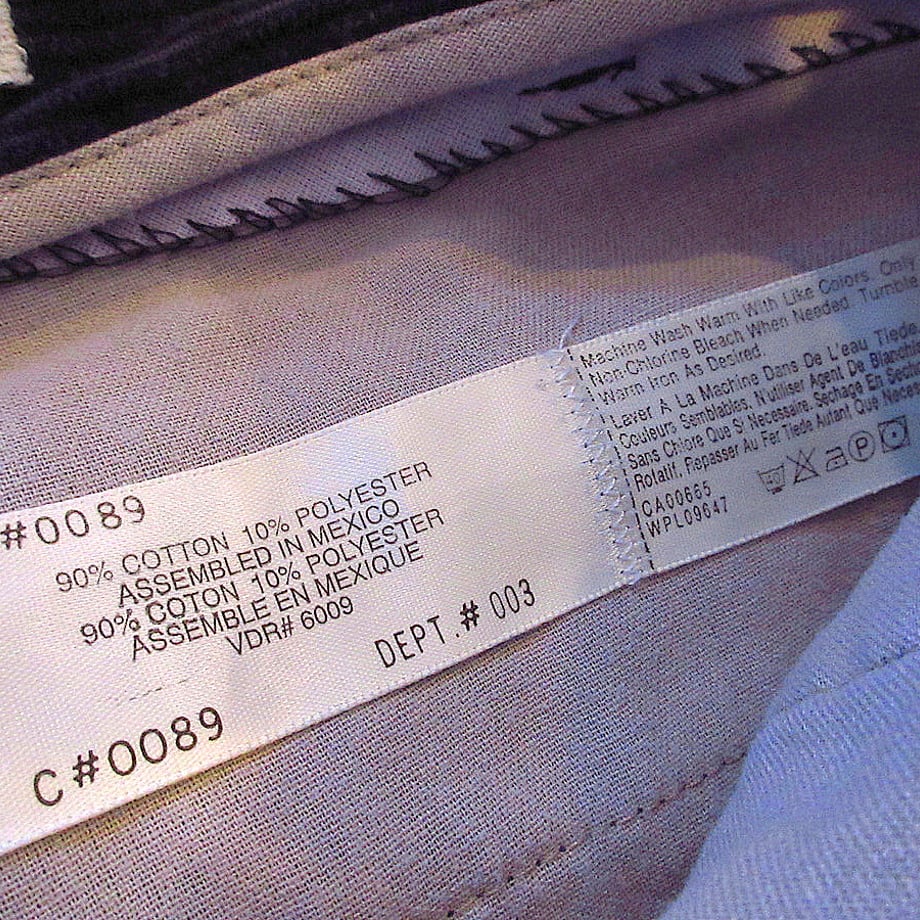 #0089
90% COTTON 10% POLYESTER
ASSEMBLED IN MEXICO
90% COTON 10% POLYESTER
ASSEMBLE EN MEXIQUE
VDR# 6009
DEPT.# 003
C#0089
Machine Wash Warm With Like Colors. Only
Non-Chlorine Bleach When Needed. Tumble
Warm Iron As Desired.
Laver A La Machine Dans De L'eau Tiede
Couleurs Semblables. N'utiliser Agent De Blanchi
Sans Chlore Que Si Necessaire. Sechage En Sech
Rotatif. Repasser Au Fer Tiede Autant Que Neces
CA00665
WPL09647